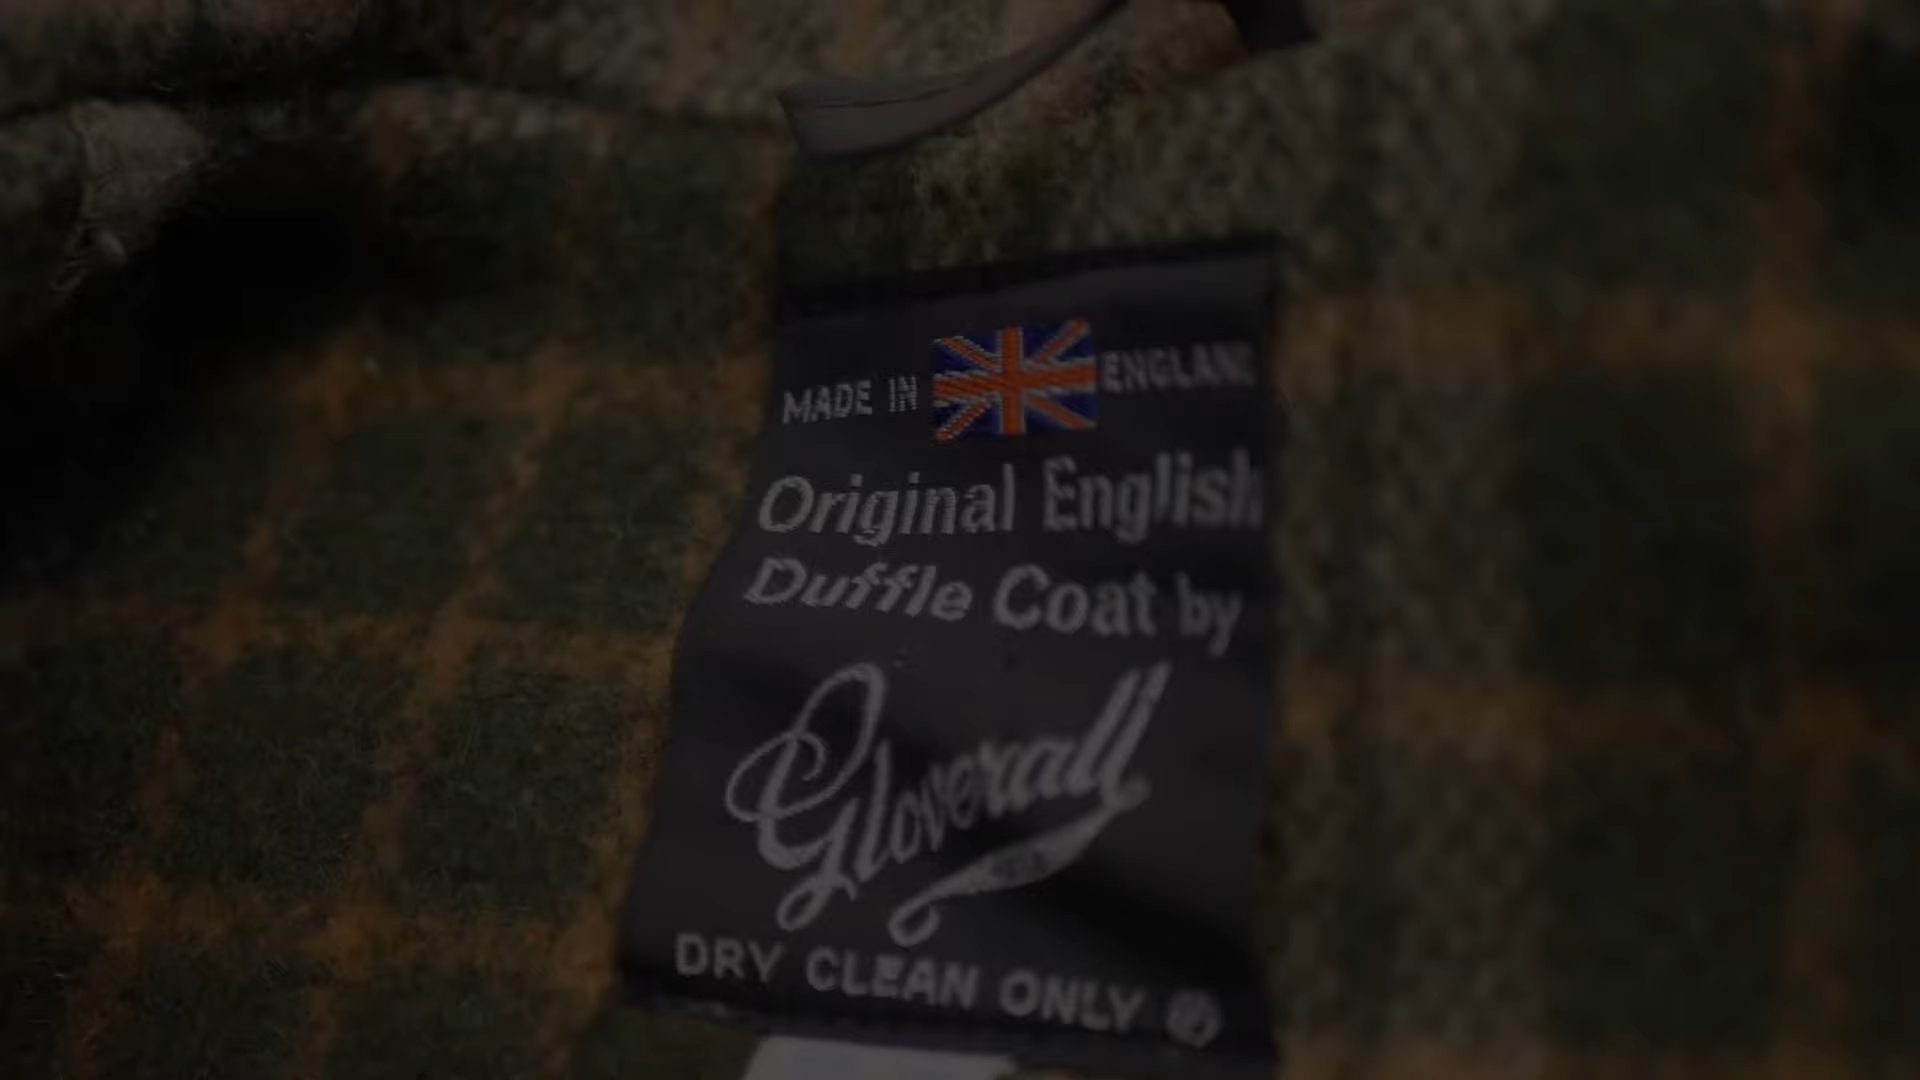 MADE IN ENGLAND
Original English
Duffle Coat by
Gloverall
DRY CLEAN ONLY Ⓟ